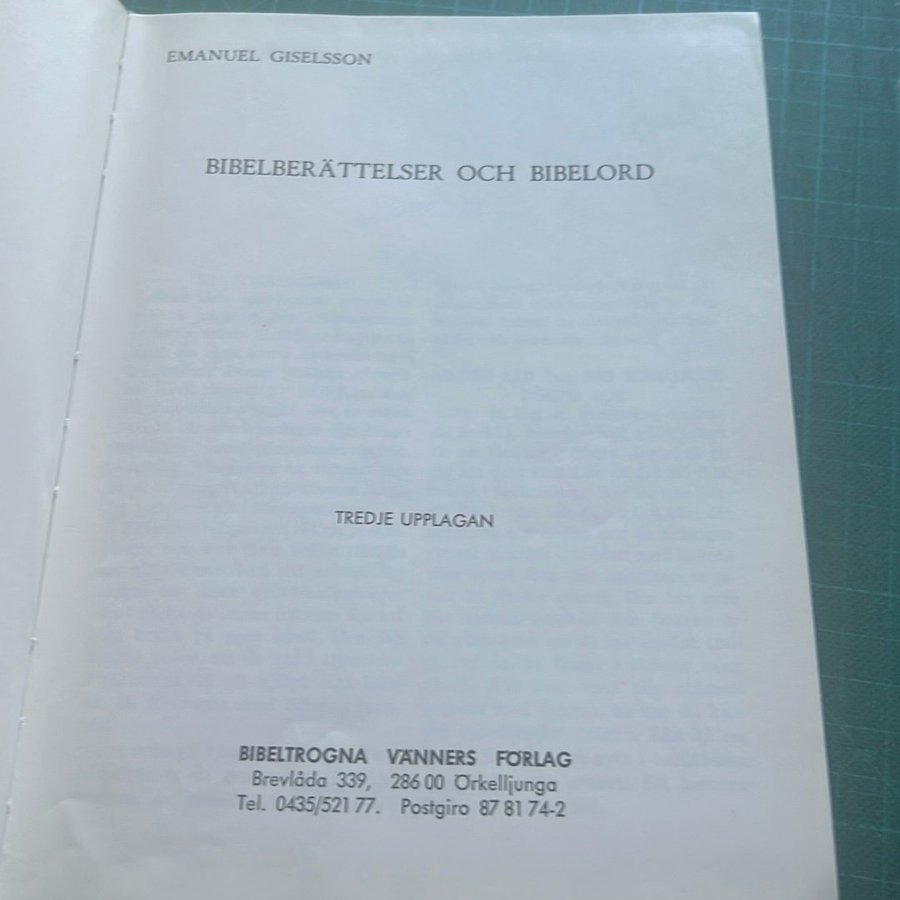 EMANUEL GISELSSON
BIBELBERÄTTELSER OCH BIBELORD
TREDJE UPPLAGAN
BIBELTROGNA VÄNNERS FÖRLAG
Brevlåda 339, 286 00 Örkelljunga
Tel. 0435/521 77. Postgiro 87 81 74-2